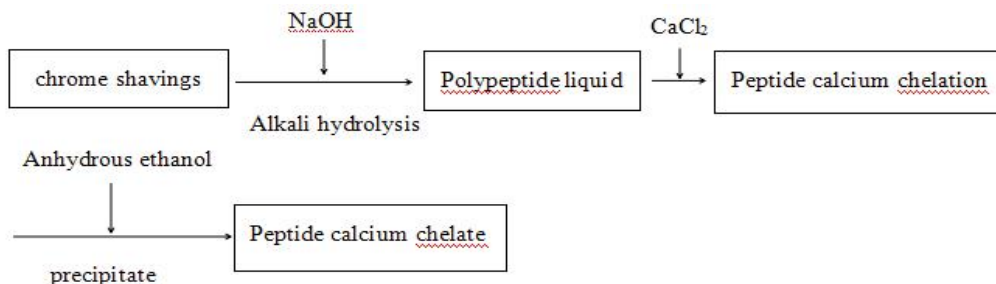 NaOH
CaCl₂
chrome shavings
Polypeptide liquid
Peptide calcium chelation
Alkali hydrolysis
Anhydrous ethanol
Peptide calcium chelate
precipitate